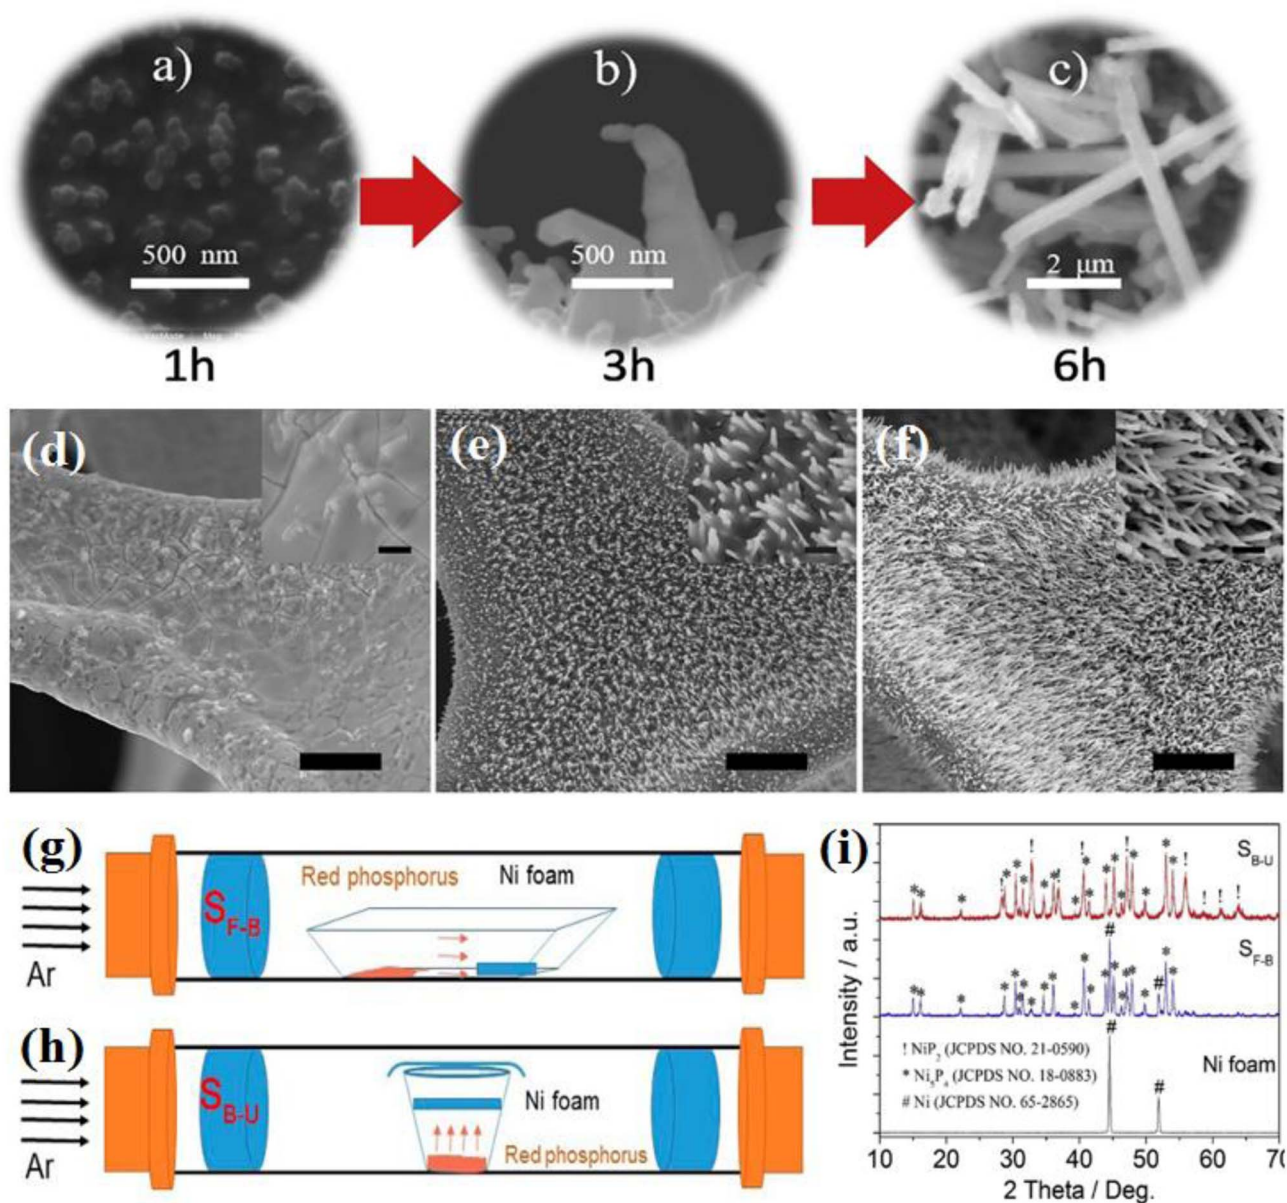 a)
b)
c)
500 nm
500 nm
2 μm
1h
3h
6h
(d)
(e)
(f)
(g)
Red phosphorus
Ni foam
S_F-B
Ar
(h)
S_B-U
Ni foam
Red phosphorus
Ar
(i)
S_B-U
S_F-B
Ni foam
! NiP₂ (JCPDS NO. 21-0590)
* Ni₅P₄ (JCPDS NO. 18-0883)
# Ni (JCPDS NO. 65-2865)
Intensity / a.u.
10 20 30 40 50 60 70
2 Theta / Deg.